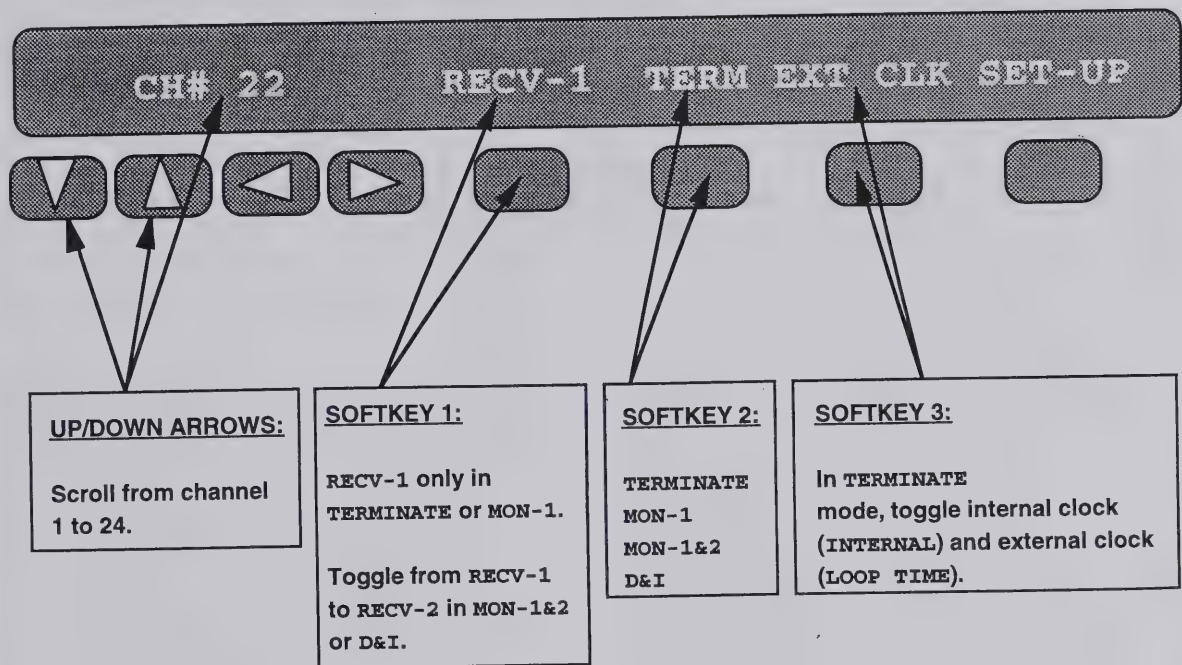 CH# 22 RECV-1 TERM EXT CLK SET-UP
UP/DOWN ARROWS:
Scroll from channel
1 to 24.
SOFTKEY 1:
RECV-1 only in
TERMINATE or MON-1.
Toggle from RECV-1
to RECV-2 in MON-1&2
or D&I.
SOFTKEY 2:
TERMINATE
MON-1
MON-1&2
D&I
SOFTKEY 3:
In TERMINATE
mode, toggle internal clock
(INTERNAL) and external clock
(LOOP TIME).